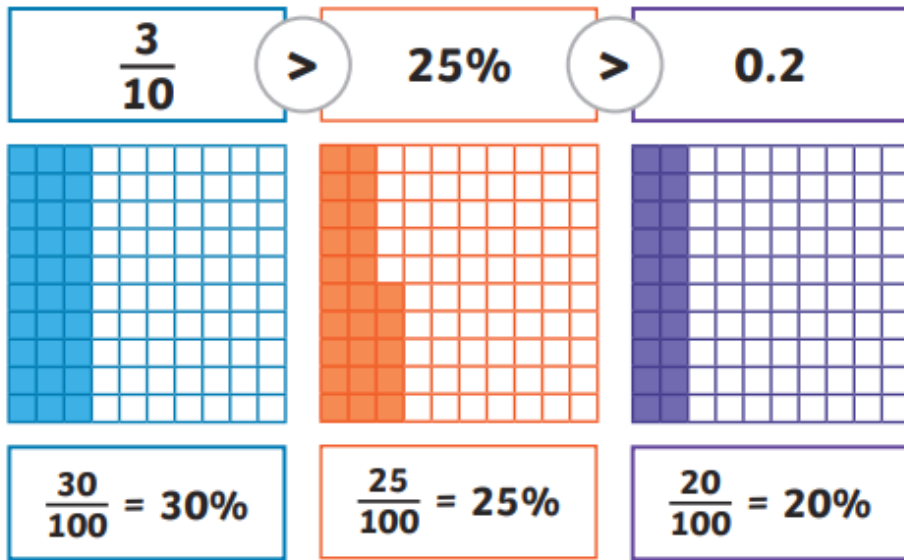 3/10 > 25% > 0.2
30/100 = 30%
25/100 = 25%
20/100 = 20%